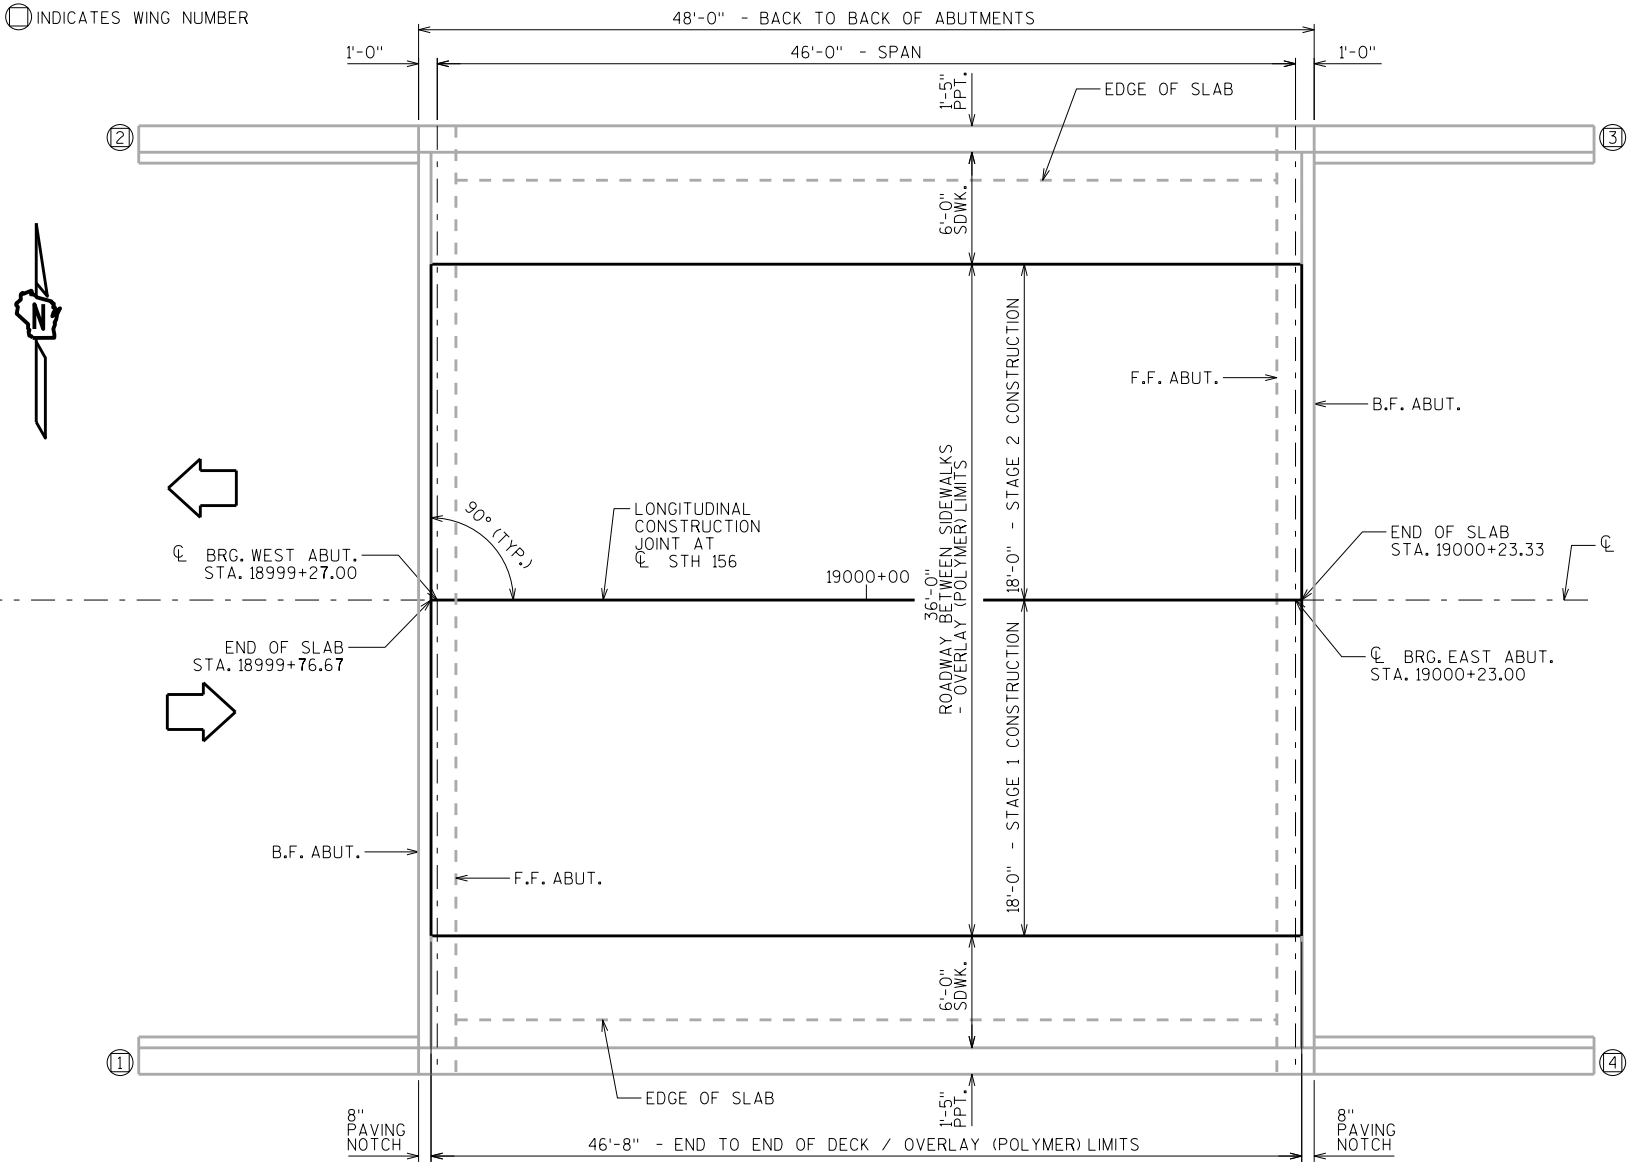 INDICATES WING NUMBER
48'-0" - BACK TO BACK OF ABUTMENTS
1'-0"
46'-0" - SPAN
1'-0"
1'-5"
PPT.
EDGE OF SLAB
2
3
6'-0"
SDWK.
N
F.F. ABUT.
B.F. ABUT.
18'-0" - STAGE 2 CONSTRUCTION
36'-0"
ROADWAY BETWEEN SIDEWALKS
- OVERLAY (POLYMER) LIMITS
90° (TYP.)
LONGITUDINAL
CONSTRUCTION
JOINT AT
℄ STH 156
℄ BRG. WEST ABUT.
STA. 18999+27.00
19000+00
END OF SLAB
STA. 19000+23.33
℄
END OF SLAB
STA. 18999+76.67
℄ BRG. EAST ABUT.
STA. 19000+23.00
18'-0" - STAGE 1 CONSTRUCTION
B.F. ABUT.
F.F. ABUT.
6'-0"
SDWK.
1
4
EDGE OF SLAB
1'-5"
PPT.
8"
PAVING
NOTCH
46'-8" - END TO END OF DECK / OVERLAY (POLYMER) LIMITS
8"
PAVING
NOTCH